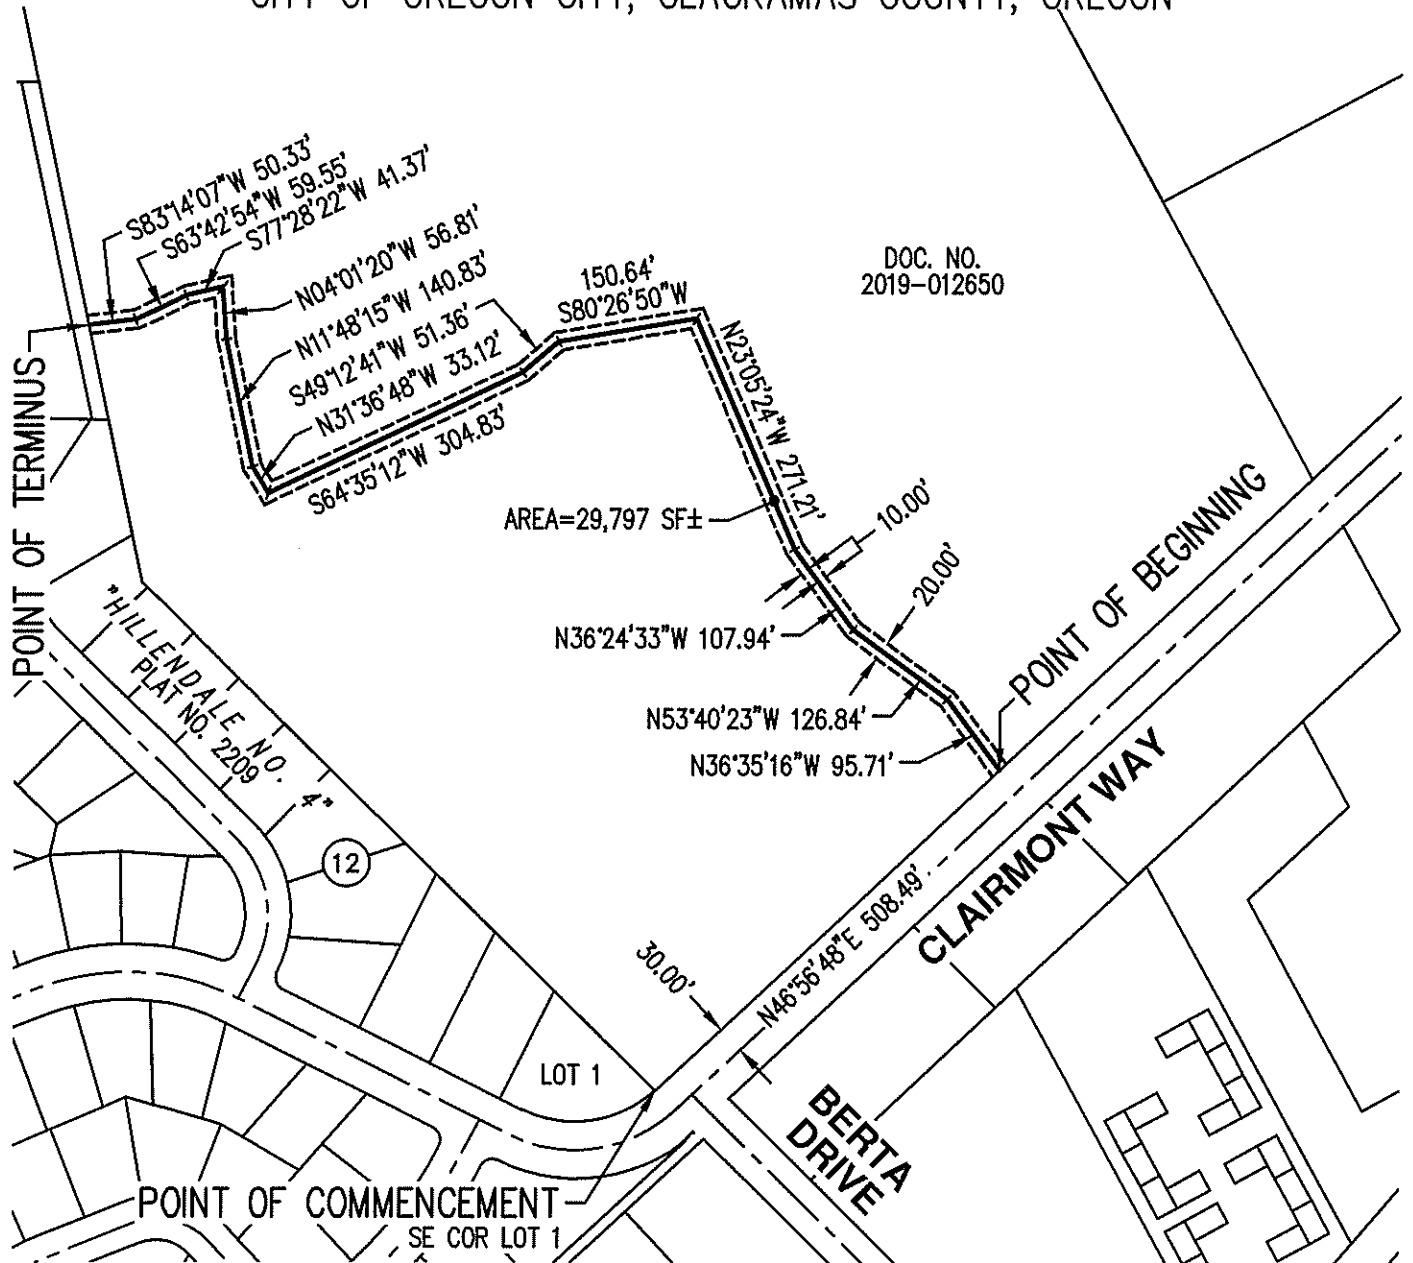 CITY OF OREGON CITY, CLACKAMAS COUNTY, OREGON
S83°14'07"W 50.33'
S63°42'54"W 59.55'
S77°28'22"W 41.37'
N04°01'20"W 56.81'
N11°48'15"W 140.83'
S49°12'41"W 51.36'
N31°36'48"W 33.12'
S64°35'12"W 304.83'
150.64'
S80°26'50"W
DOC. NO.
2019-012650
N23°05'24"W 271.21'
POINT OF TERMINUS
AREA=29,797 SF±
10.00'
20.00'
N36°24'33"W 107.94'
N53°40'23"W 126.84'
N36°35'16"W 95.71'
POINT OF BEGINNING
"HILLENDALE NO. 4"
PLAT NO. 2209
12
CLAIRMONT WAY
N46°56'48"E 508.49'
30.00'
LOT 1
BERTA
DRIVE
POINT OF COMMENCEMENT
SE COR LOT 1